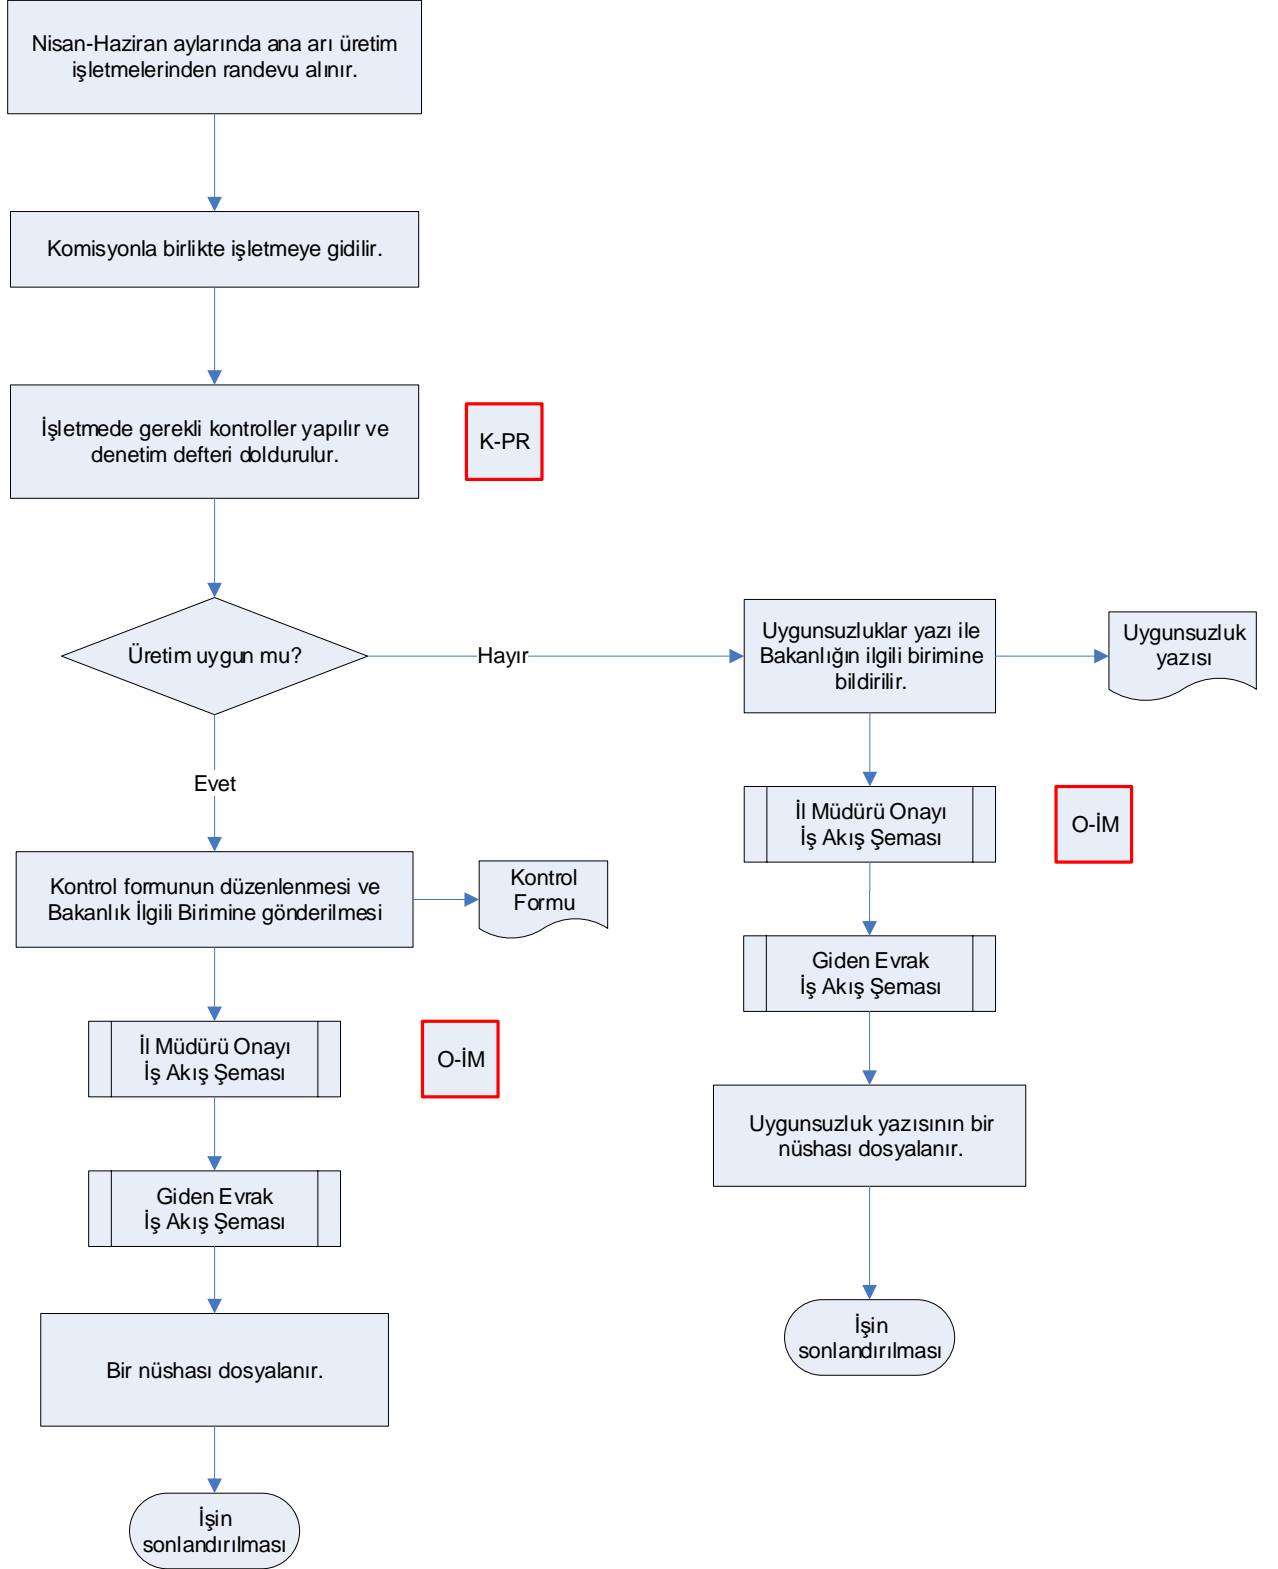 Nisan-Haziran aylarında ana arı üretim
işletmelerinden randevu alınır.
Komisyonla birlikte işletmeye gidilir.
İşletmede gerekli kontroller yapılır ve
denetim defteri doldurulur.
K-PR
Üretim uygun mu?
Hayır
Uygunsuzluklar yazı ile
Bakanlığın ilgili birimine
bildirilir.
Uygunsuzluk
yazısı
Evet
İl Müdürü Onayı
İş Akış Şeması
O-İM
Kontrol formunun düzenlenmesi ve
Bakanlık İlgili Birimine gönderilmesi
Kontrol
Formu
Giden Evrak
İş Akış Şeması
İl Müdürü Onayı
İş Akış Şeması
O-İM
Uygunsuzluk yazısının bir
nüshası dosyalanır.
Giden Evrak
İş Akış Şeması
İşin
sonlandırılması
Bir nüshası dosyalanır.
İşin
sonlandırılması